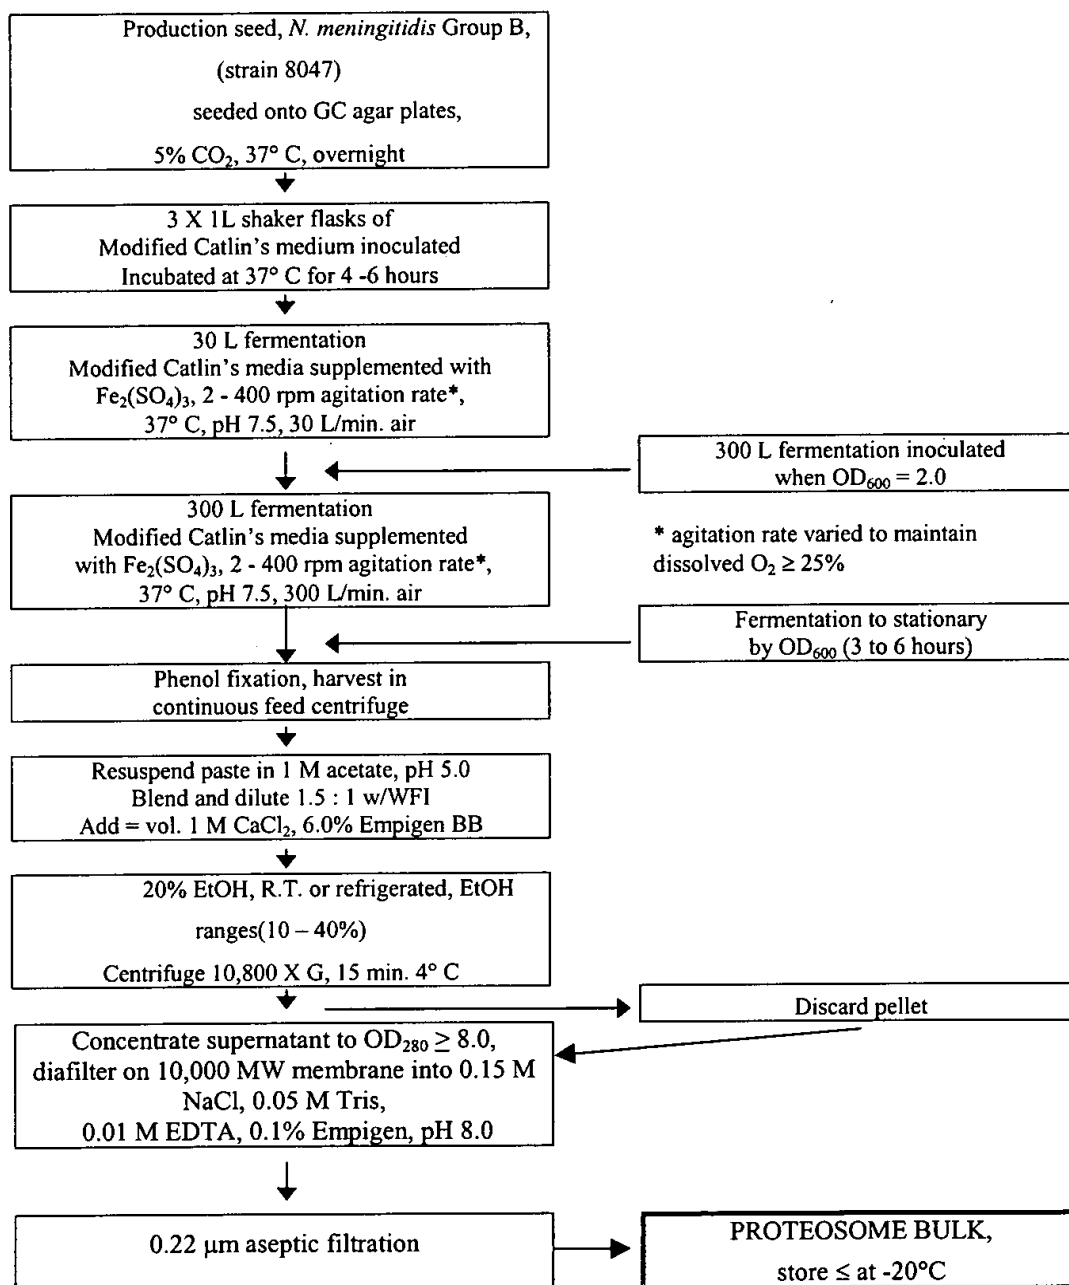 Production seed, N. meningitidis Group B,
(strain 8047)
seeded onto GC agar plates,
5% CO₂, 37° C, overnight
3 X 1L shaker flasks of
Modified Catlin's medium inoculated
Incubated at 37° C for 4 -6 hours
30 L fermentation
Modified Catlin's media supplemented with
Fe₂(SO₄)₃, 2 - 400 rpm agitation rate*,
37° C, pH 7.5, 30 L/min. air
300 L fermentation inoculated
when OD₆₀₀ = 2.0
300 L fermentation
Modified Catlin's media supplemented
with Fe₂(SO₄)₃, 2 - 400 rpm agitation rate*,
37° C, pH 7.5, 300 L/min. air
* agitation rate varied to maintain
dissolved O₂ ≥ 25%
Fermentation to stationary
by OD₆₀₀ (3 to 6 hours)
Phenol fixation, harvest in
continuous feed centrifuge
Resuspend paste in 1 M acetate, pH 5.0
Blend and dilute 1.5 : 1 w/WFI
Add = vol. 1 M CaCl₂, 6.0% Empigen BB
20% EtOH, R.T. or refrigerated, EtOH
ranges(10 – 40%)
Centrifuge 10,800 X G, 15 min. 4° C
Discard pellet
Concentrate supernatant to OD₂₈₀ ≥ 8.0,
diafilter on 10,000 MW membrane into 0.15 M
NaCl, 0.05 M Tris,
0.01 M EDTA, 0.1% Empigen, pH 8.0
0.22 μm aseptic filtration
PROTEOSOME BULK,
store ≤ at -20°C